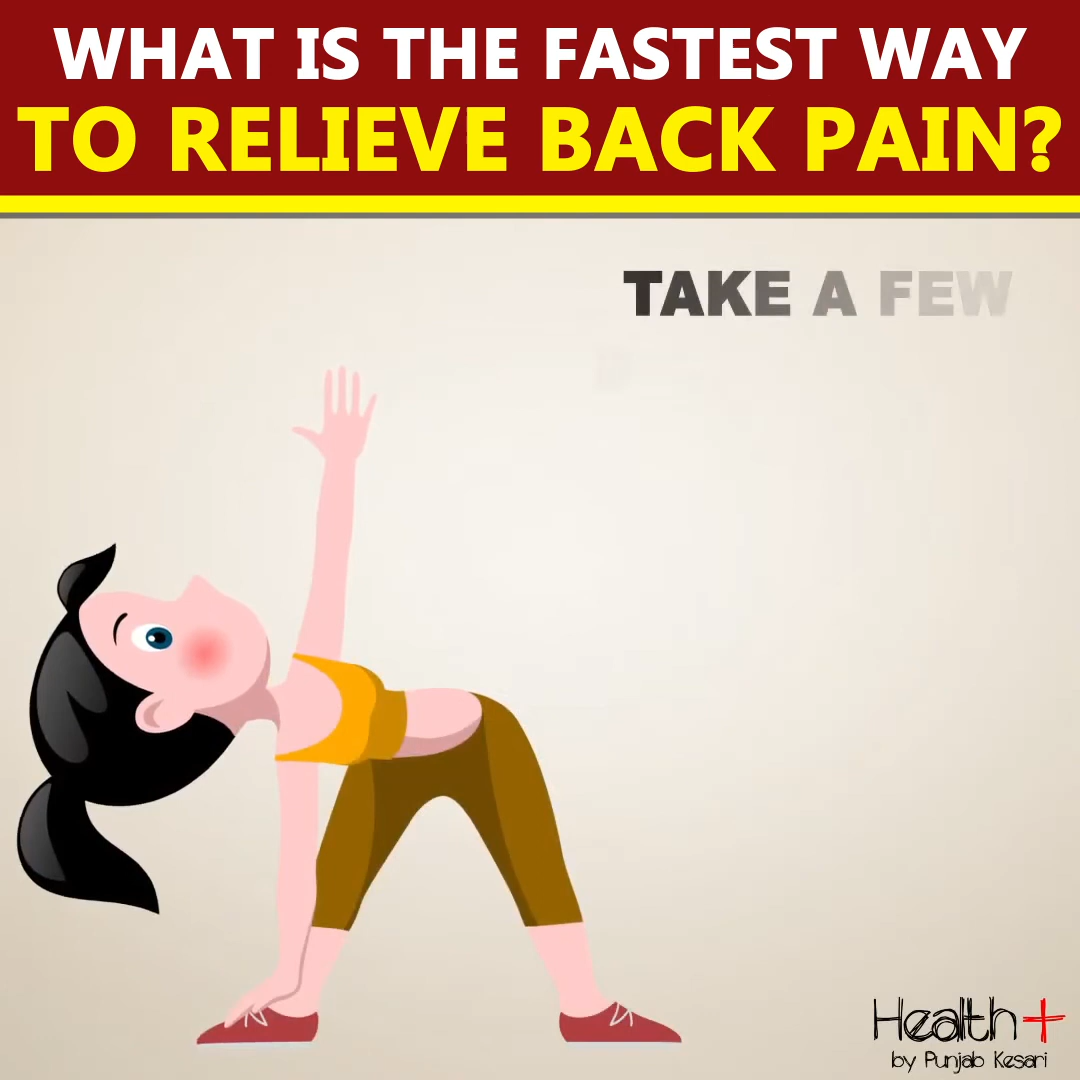 WHAT IS THE FASTEST WAY
TO RELIEVE BACK PAIN?
TAKE A FEW
Health+
by Punjab Kesari